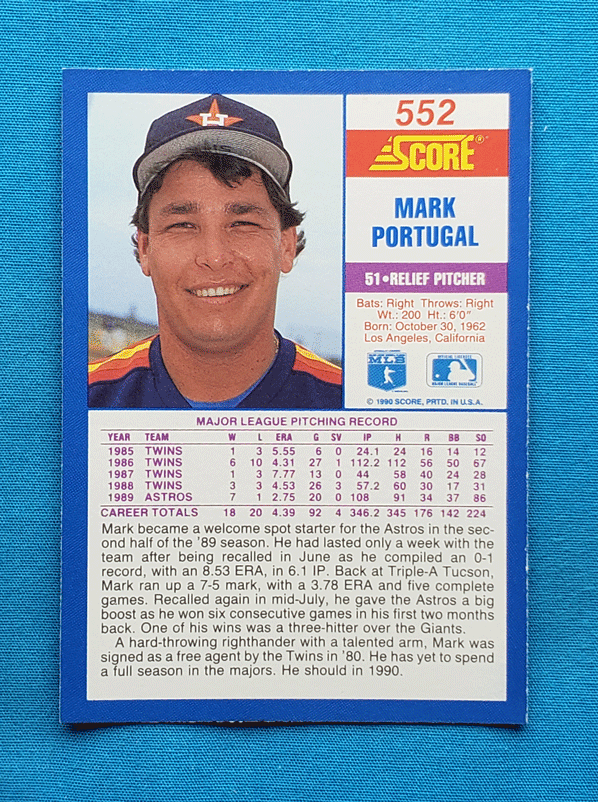 552
SCORE®
MARK
PORTUGAL
51•RELIEF PITCHER
Bats: Right Throws: Right
Wt.: 200 Ht.: 6'0"
Born: October 30, 1962
Los Angeles, California
MLB
MAJOR LEAGUE BASEBALL
© 1990 SCORE, PRTD. IN U.S.A.
MAJOR LEAGUE PITCHING RECORD
YEAR TEAM W L ERA G SV IP H R BB SO
1985 TWINS 1 3 5.55 6 0 24.1 24 16 14 12
1986 TWINS 6 10 4.31 27 1 112.2 112 56 50 67
1987 TWINS 1 3 7.77 13 0 44 58 40 24 28
1988 TWINS 3 3 4.53 26 3 57.2 60 30 17 31
1989 ASTROS 7 1 2.75 20 0 108 91 34 37 86
CAREER TOTALS 18 20 4.39 92 4 346.2 345 176 142 224
Mark became a welcome spot starter for the Astros in the sec-
ond half of the '89 season. He had lasted only a week with the
team after being recalled in June as he compiled an 0-1
record, with an 8.53 ERA, in 6.1 IP. Back at Triple-A Tucson,
Mark ran up a 7-5 mark, with a 3.78 ERA and five complete
games. Recalled again in mid-July, he gave the Astros a big
boost as he won six consecutive games in his first two months
back. One of his wins was a three-hitter over the Giants.
A hard-throwing righthander with a talented arm, Mark was
signed as a free agent by the Twins in '80. He has yet to spend
a full season in the majors. He should in 1990.